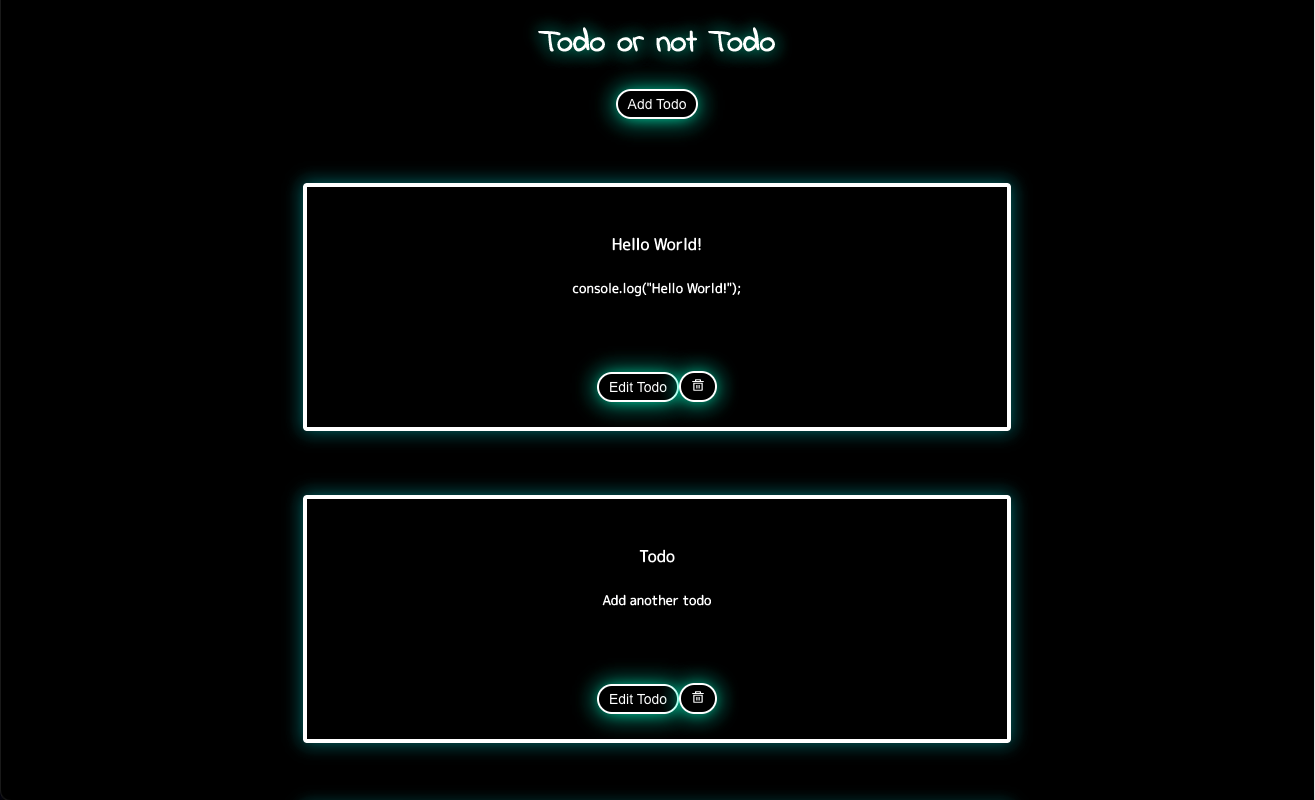 Todo or not Todo
Add Todo
Hello World!
console.log("Hello World!");
Edit Todo
Todo
Add another todo
Edit Todo